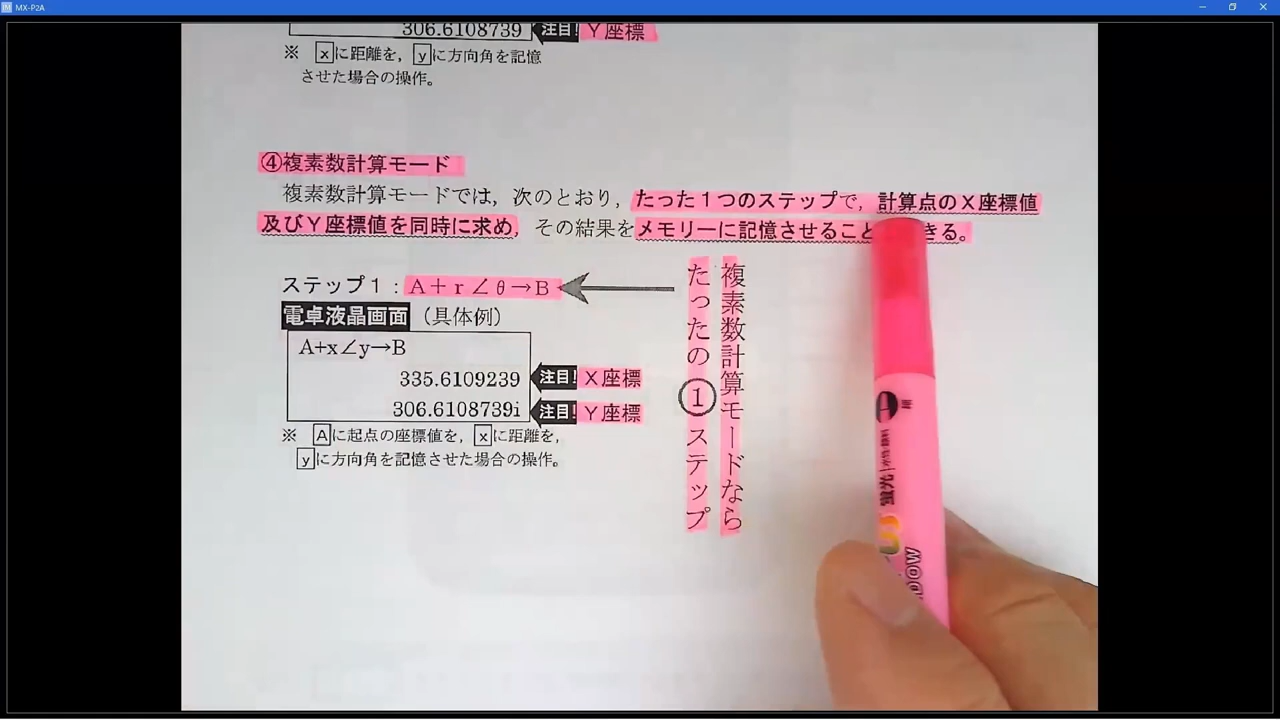 MX-P2A
306.6108739 注目! Ｙ座標
※ xに距離を，yに方向角を記憶
させた場合の操作。
④複素数計算モード
複素数計算モードでは，次のとおり，たった１つのステップで，計算点のＸ座標値
及びＹ座標値を同時に求め，その結果をメモリーに記憶させること きる。
ステップ１：Ａ＋ｒ∠θ→Ｂ
電卓液晶画面（具体例）
A+x∠y→B
335.6109239 注目! Ｘ座標
306.6108739i 注目! Ｙ座標
※ Aに起点の座標値を，xに距離を，
yに方向角を記憶させた場合の操作。
複素数計算モードなら
たったの①ステップ
蛍光